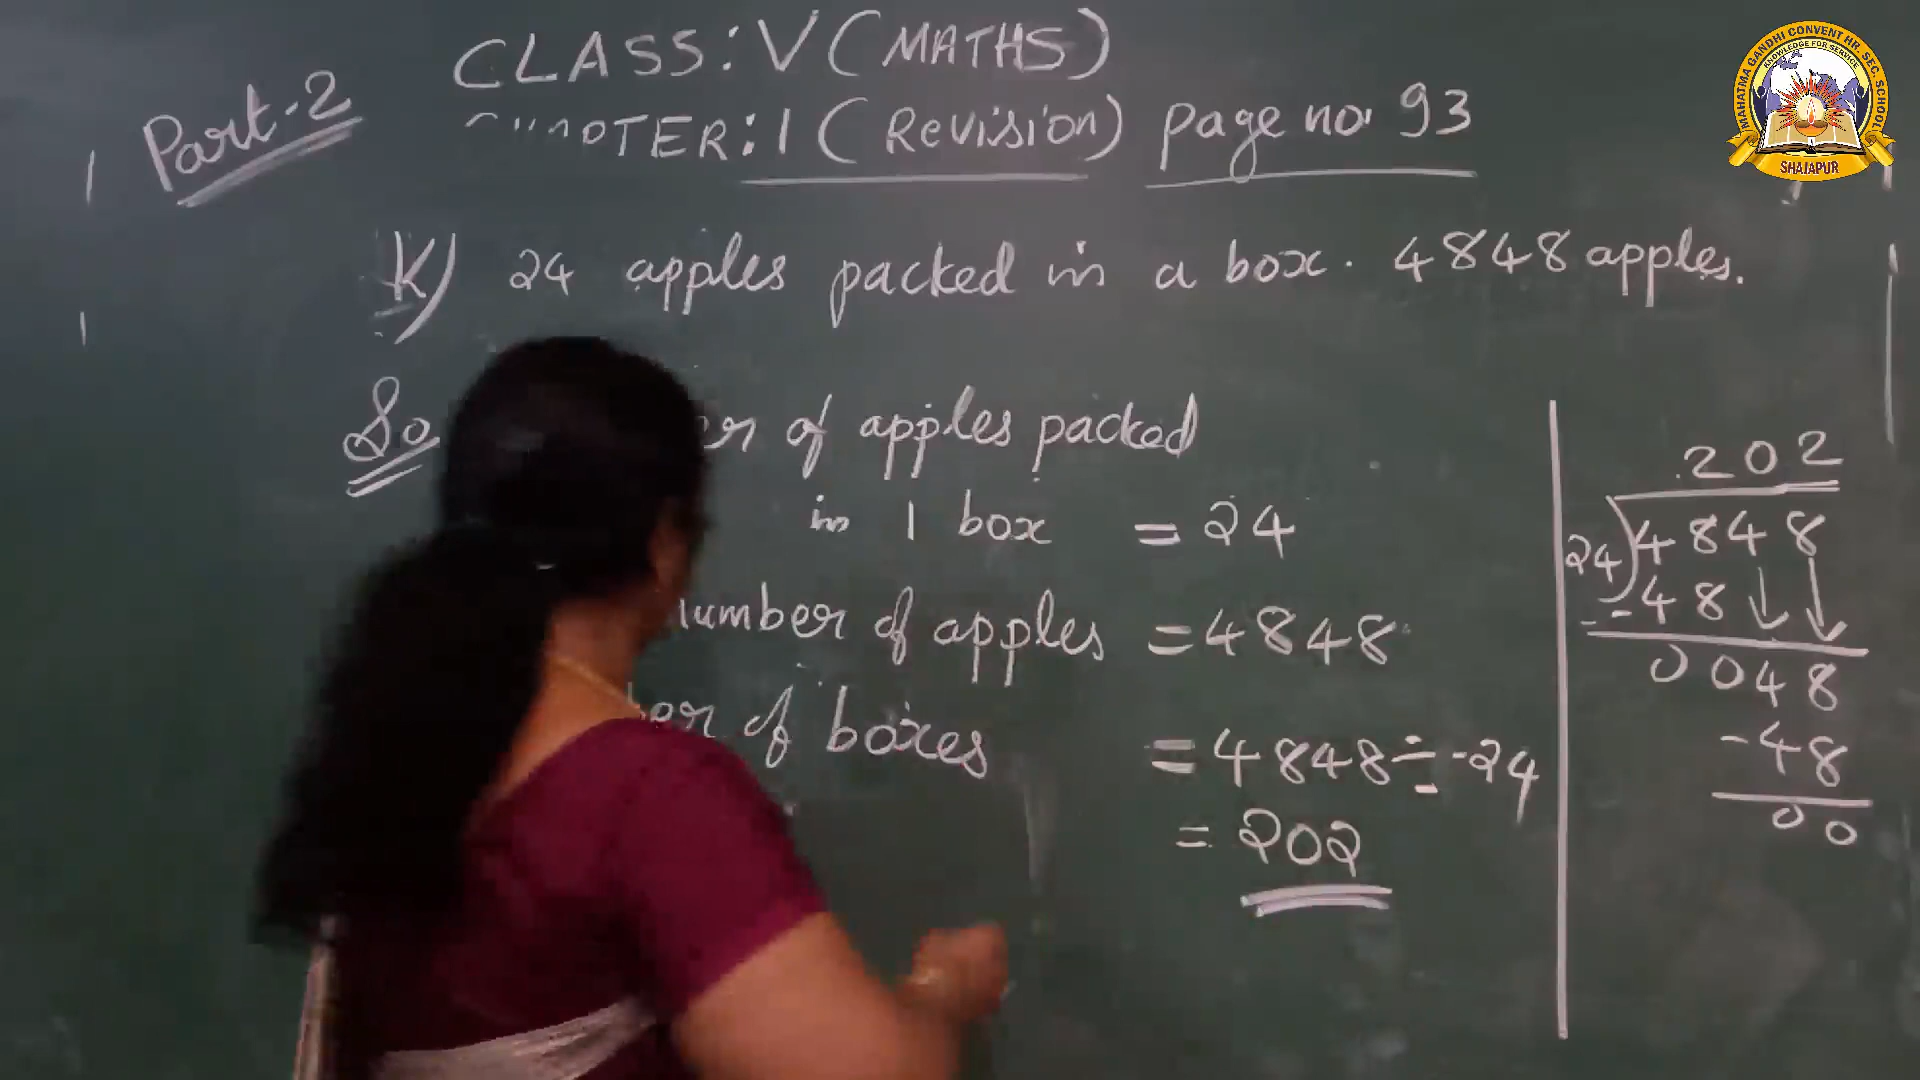 Part-2
CLASS: V (MATHS)
: 1 (Revision) page no. 93
K) 24 apples packed in a box. 4848 apples.
So of apples packed
in 1 box = 24
number of apples = 4848
of boxes = 4848 ÷ 24
= 202
202
24) 4848
- 48
0048
- 48
00
MAHATMA GANDHI CONVENT HR. SEC. SCHOOL
KNOWLEDGE FOR SERVICE
SHAJAPUR